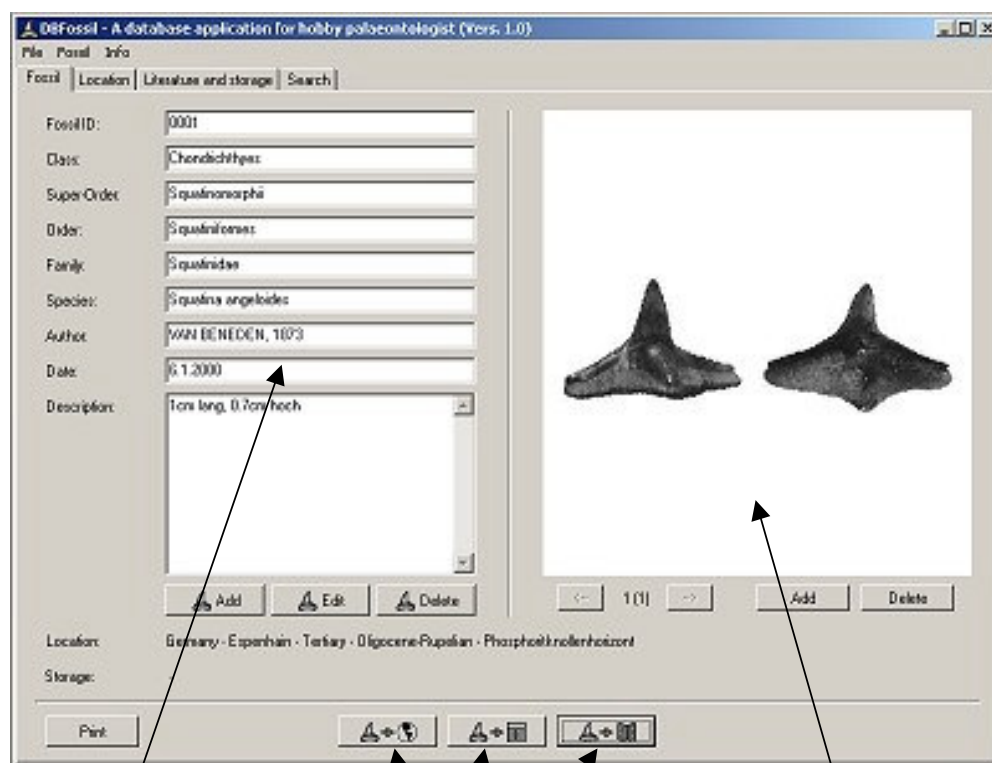 DBFossil - A database application for hobby palaeontologist (Vers. 1.0)
File Fossil Info
Fossil Location Literature and storage Search
Fossil ID: 0001
Class: Chondrichthyes
Super-Order: Squatinomorphii
Order: Squatiniformes
Family: Squatinidae
Species: Squatina angeloides
Author: VAN BENEDEN, 1873
Date: 6.1.2000
Description: 1cm lang, 0.7cm hoch
Add Edit Delete <-- 1 (1) --> Add Delete
Location: Germany - Espenhain - Tertiary - Oligocene-Rupelian - Phosphoritknollenhorizont
Storage: -
Print